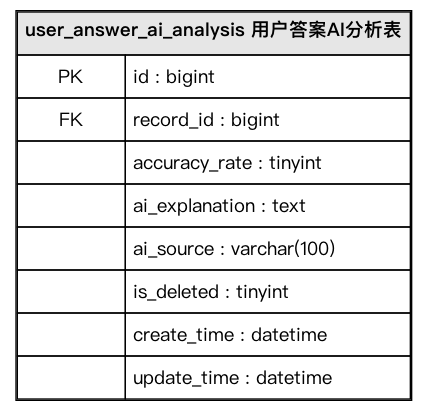 user_answer_ai_analysis 用户答案AI分析表
PK id : bigint
FK record_id : bigint
accuracy_rate : tinyint
ai_explanation : text
ai_source : varchar(100)
is_deleted : tinyint
create_time : datetime
update_time : datetime